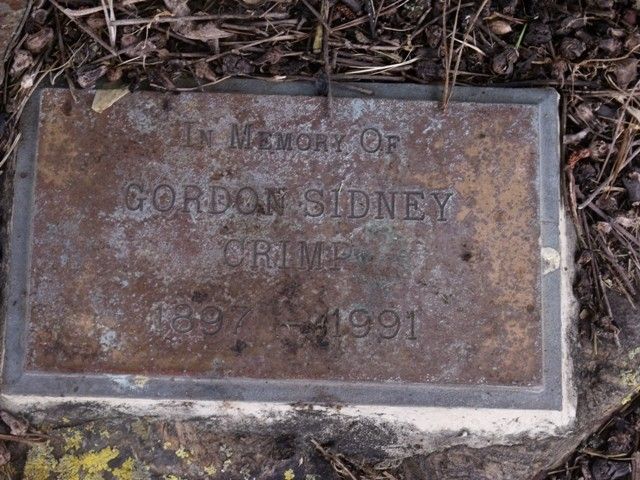 In Memory Of
GORDON SIDNEY
CRIMP
1897 - 1991